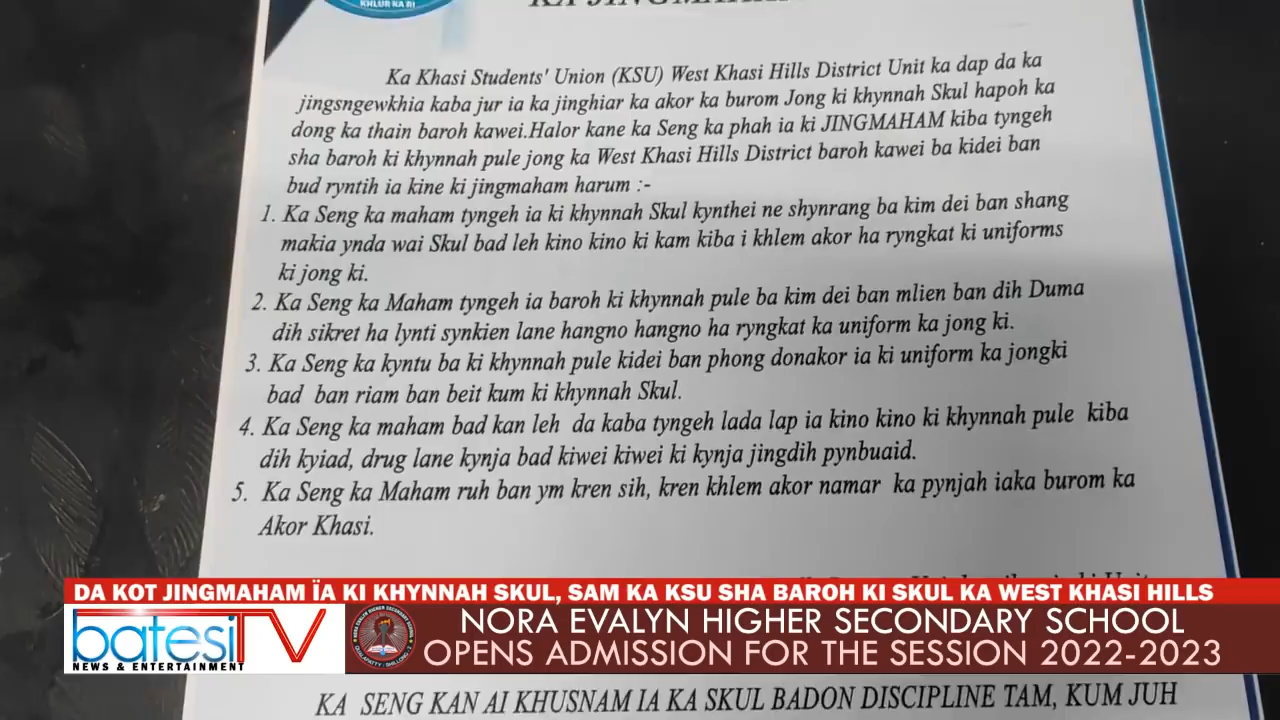 KHLUR KA RI
Ka Khasi Students' Union (KSU) West Khasi Hills District Unit ka dap da ka
jingsngewkhia kaba jur ia ka jinghiar ka akor ka burom Jong ki khynnah Skul hapoh ka
dong ka thain baroh kawei.Halor kane ka Seng ka phah ia ki JINGMAHAM kiba tyngeh
sha baroh ki khynnah pule jong ka West Khasi Hills District baroh kawei ba kidei ban
bud ryntih ia kine ki jingmaham harum :-
1. Ka Seng ka maham tyngeh ia ki khynnah Skul kynthei ne shynrang ba kim dei ban shang
makia ynda wai Skul bad leh kino kino ki kam kiba i khlem akor ha ryngkat ki uniforms
ki jong ki.
2. Ka Seng ka Maham tyngeh ia baroh ki khynnah pule ba kim dei ban mlien ban dih Duma
dih sikret ha lynti synkien lane hangno hangno ha ryngkat ka uniform ka jong ki.
3. Ka Seng ka kyntu ba ki khynnah pule kidei ban phong donakor ia ki uniform ka jongki
bad ban riam ban beit kum ki khynnah Skul.
4. Ka Seng ka maham bad kan leh da kaba tyngeh lada lap ia kino kino ki khynnah pule kiba
dih kyiad, drug lane kynja bad kiwei kiwei ki kynja jingdih pynbuaid.
5. Ka Seng ka Maham ruh ban ym kren sih, kren khlem akor namar ka pynjah iaka burom ka
Akor Khasi.
DA KOT JINGMAHAM ÏA KI KHYNNAH SKUL, SAM KA KSU SHA BAROH KI SKUL KA WEST KHASI HILLS
batesi TV
NEWS & ENTERTAINMENT
NORA EVALYN HIGHER SECONDARY SCHOOL
OPENS ADMISSION FOR THE SESSION 2022-2023
KA SENG KAN AI KHUSNAM IA KA SKUL BADON DISCIPLINE TAM, KUM JUH